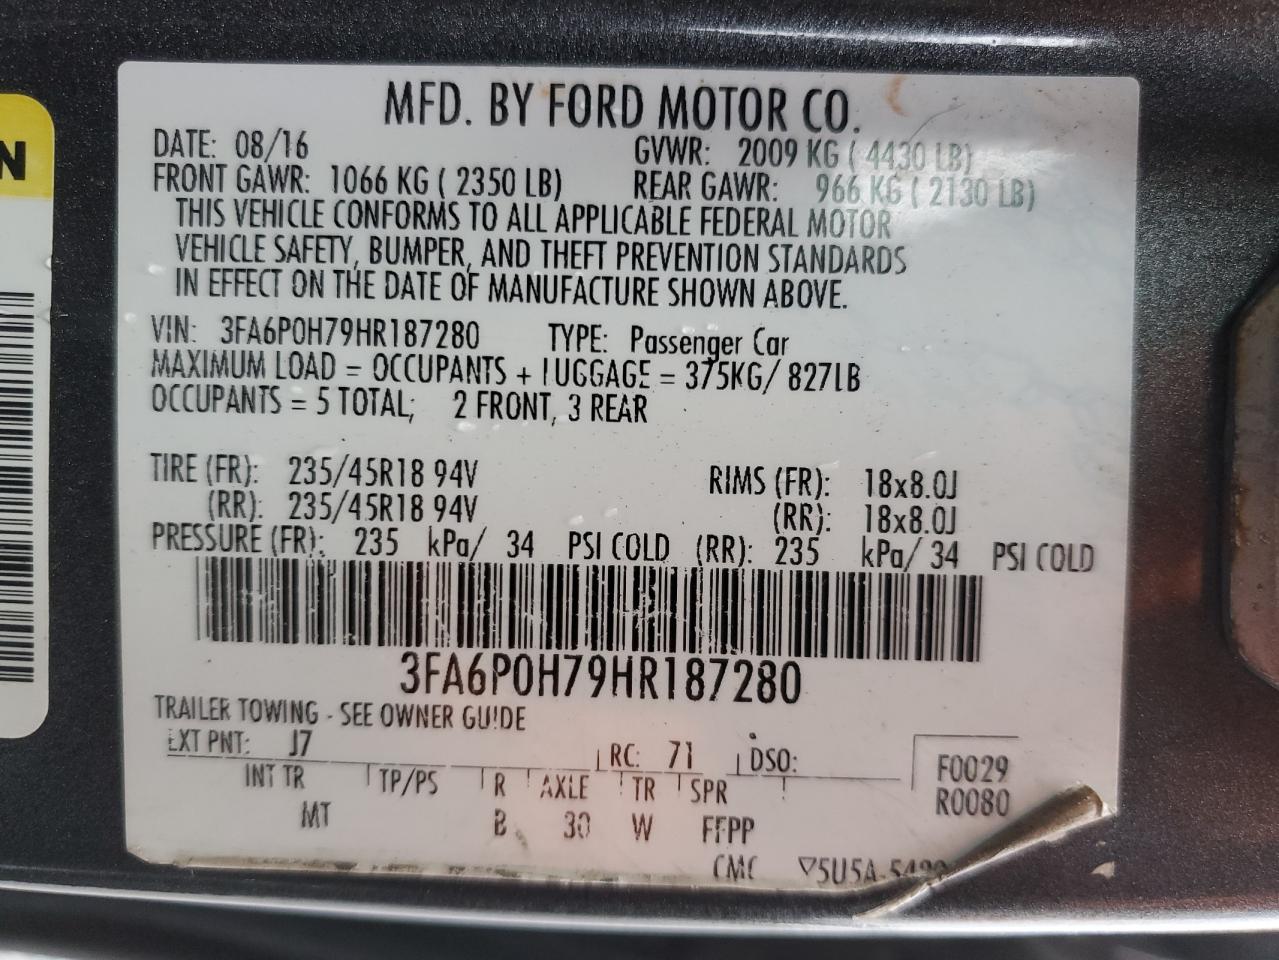 N
MFD. BY FORD MOTOR CO.
DATE: 08/16 GVWR: 2009 KG ( 4430 LB)
FRONT GAWR: 1066 KG ( 2350 LB) REAR GAWR: 966 KG ( 2130 LB)
THIS VEHICLE CONFORMS TO ALL APPLICABLE FEDERAL MOTOR
VEHICLE SAFETY, BUMPER, AND THEFT PREVENTION STANDARDS
IN EFFECT ON THE DATE OF MANUFACTURE SHOWN ABOVE.
VIN: 3FA6P0H79HR187280 TYPE: Passenger Car
MAXIMUM LOAD = OCCUPANTS + LUGGAGE = 375KG/ 827LB
OCCUPANTS = 5 TOTAL; 2 FRONT, 3 REAR
TIRE (FR): 235/45R18 94V RIMS (FR): 18x8.0J
(RR): 235/45R18 94V (RR): 18x8.0J
PRESSURE (FR): 235 kPa/ 34 PSI COLD (RR): 235 kPa/ 34 PSI COLD
3FA6P0H79HR187280
TRAILER TOWING - SEE OWNER GUIDE
EXT PNT: J7 RC: 71 DSO: F0029
INT TR TP/PS R AXLE TR SPR R0080
MT B 30 W FFPP
CMC ▽5U5A-5420